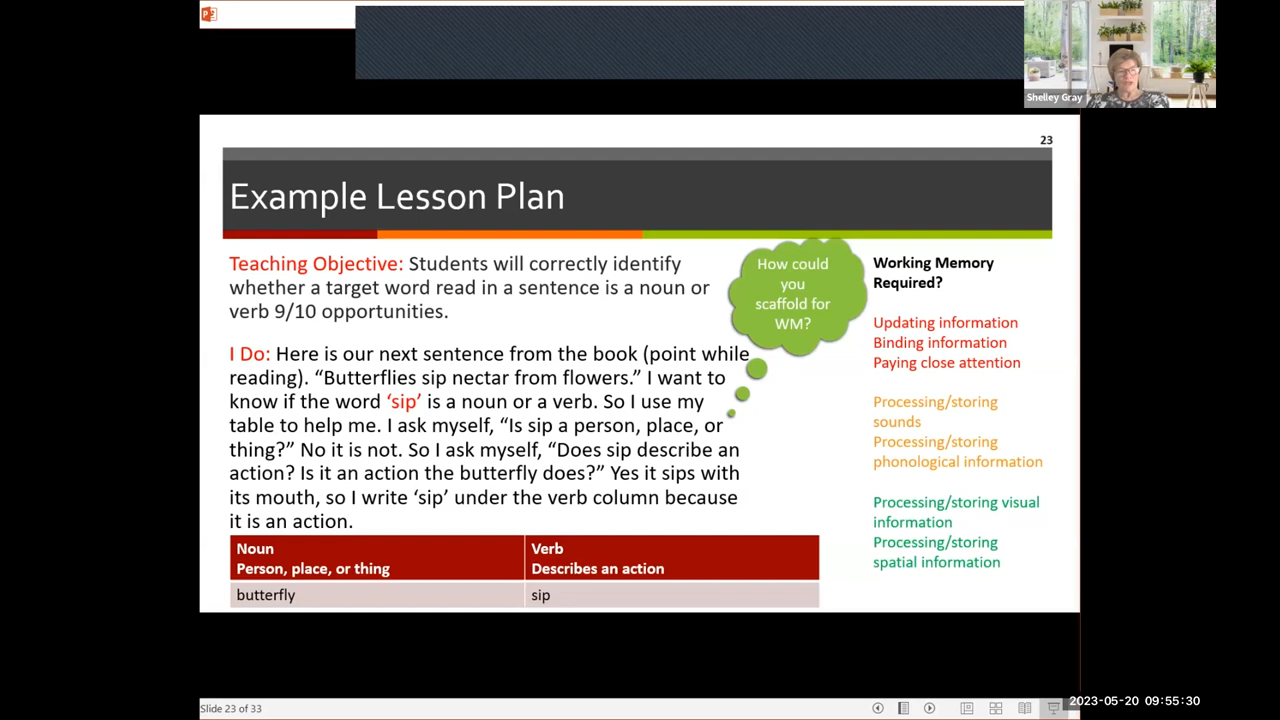 Shelley Gray
23
Example Lesson Plan
Teaching Objective: Students will correctly identify
whether a target word read in a sentence is a noun or
verb 9/10 opportunities.
I Do: Here is our next sentence from the book (point while
reading). “Butterflies sip nectar from flowers.” I want to
know if the word ‘sip’ is a noun or a verb. So I use my
table to help me. I ask myself, “Is sip a person, place, or
thing?” No it is not. So I ask myself, “Does sip describe an
action? Is it an action the butterfly does?” Yes it sips with
its mouth, so I write ‘sip’ under the verb column because
it is an action.
How could
you
scaffold for
WM?
Working Memory
Required?
Updating information
Binding information
Paying close attention
Processing/storing
sounds
Processing/storing
phonological information
Processing/storing visual
information
Processing/storing
spatial information
Noun
Person, place, or thing
Verb
Describes an action
butterfly
sip
Slide 23 of 33
2023-05-20 09:55:30